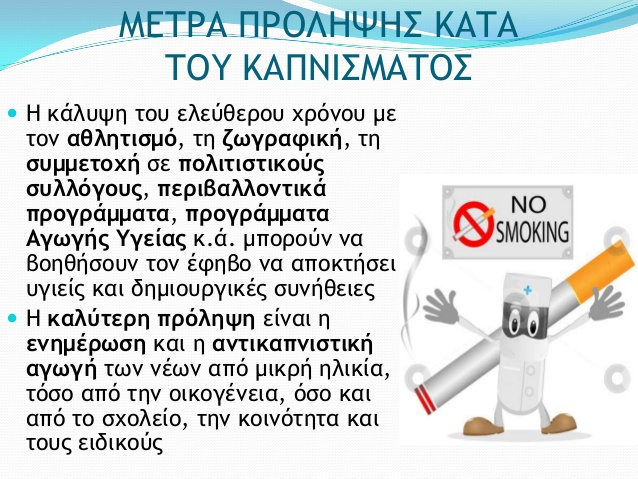 ΜΕΤΡΑ ΠΡΟΛΗΨΗΣ ΚΑΤΑ
ΤΟΥ ΚΑΠΝΙΣΜΑΤΟΣ
Η κάλυψη του ελεύθερου χρόνου με
τον αθλητισμό, τη ζωγραφική, τη
συμμετοχή σε πολιτιστικούς
συλλόγους, περιβαλλοντικά
προγράμματα, προγράμματα
Αγωγής Υγείας κ.ά. μπορούν να
βοηθήσουν τον έφηβο να αποκτήσει
υγιείς και δημιουργικές συνήθειες
Η καλύτερη πρόληψη είναι η
ενημέρωση και η αντικαπνιστική
αγωγή των νέων από μικρή ηλικία,
τόσο από την οικογένεια, όσο και
από το σχολείο, την κοινότητα και
τους ειδικούς
NO
SMOKING